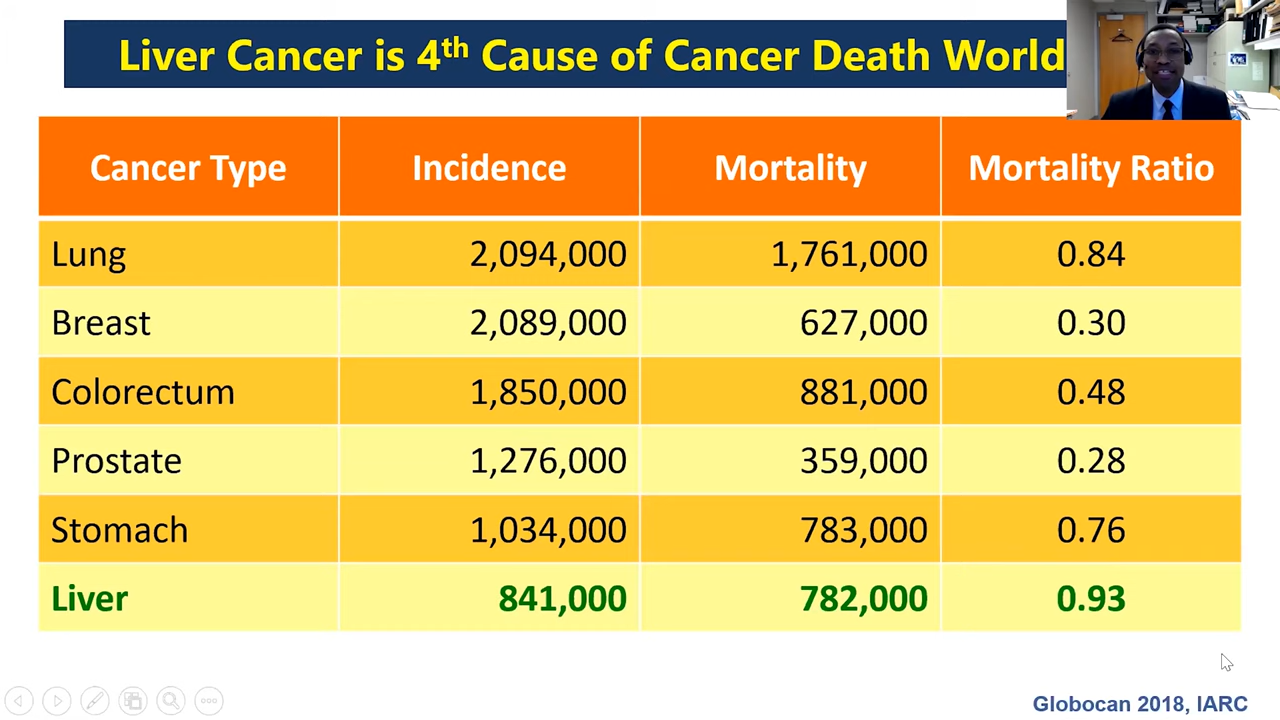 Liver Cancer is 4th Cause of Cancer Death World
Cancer Type Incidence Mortality Mortality Ratio
Lung 2,094,000 1,761,000 0.84
Breast 2,089,000 627,000 0.30
Colorectum 1,850,000 881,000 0.48
Prostate 1,276,000 359,000 0.28
Stomach 1,034,000 783,000 0.76
Liver 841,000 782,000 0.93
Globocan 2018, IARC